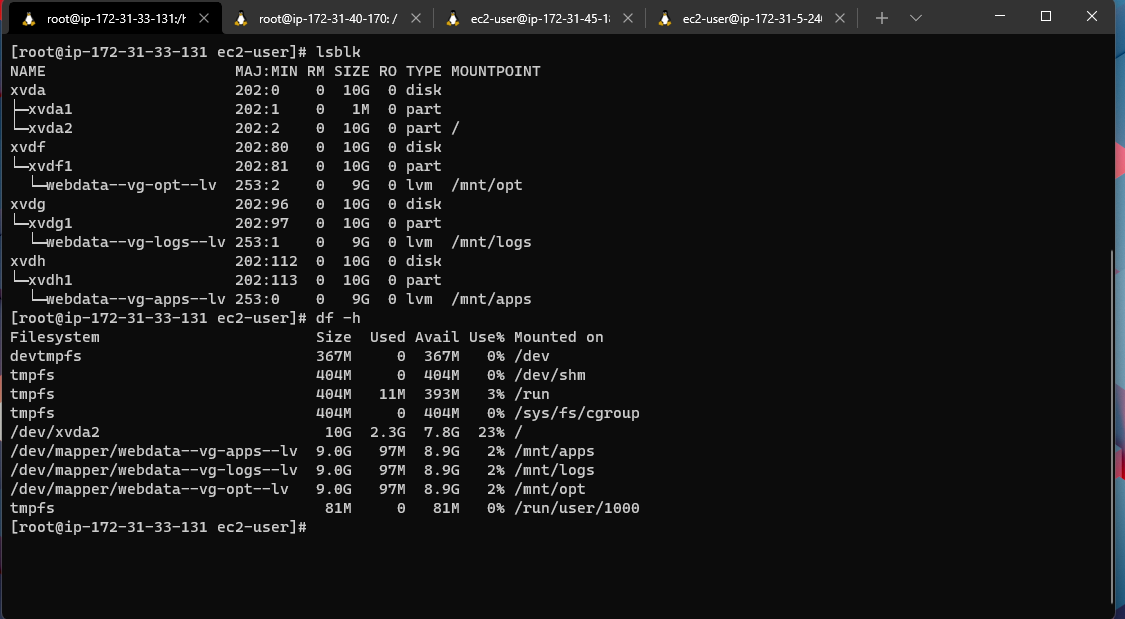 root@ip-172-31-33-131:/h root@ip-172-31-40-170: / ec2-user@ip-172-31-45-18 ec2-user@ip-172-31-5-24
[root@ip-172-31-33-131 ec2-user]# lsblk
NAME                     MAJ:MIN RM SIZE RO TYPE MOUNTPOINT
xvda                     202:0    0  10G  0 disk
├─xvda1                  202:1    0   1M  0 part
└─xvda2                  202:2    0  10G  0 part /
xvdf                     202:80   0  10G  0 disk
└─xvdf1                  202:81   0  10G  0 part
  └─webdata--vg-opt--lv  253:2    0   9G  0 lvm  /mnt/opt
xvdg                     202:96   0  10G  0 disk
└─xvdg1                  202:97   0  10G  0 part
  └─webdata--vg-logs--lv 253:1    0   9G  0 lvm  /mnt/logs
xvdh                     202:112  0  10G  0 disk
└─xvdh1                  202:113  0  10G  0 part
  └─webdata--vg-apps--lv 253:0    0   9G  0 lvm  /mnt/apps
[root@ip-172-31-33-131 ec2-user]# df -h
Filesystem                        Size  Used Avail Use% Mounted on
devtmpfs                          367M     0  367M   0% /dev
tmpfs                             404M     0  404M   0% /dev/shm
tmpfs                             404M   11M  393M   3% /run
tmpfs                             404M     0  404M   0% /sys/fs/cgroup
/dev/xvda2                         10G  2.3G  7.8G  23% /
/dev/mapper/webdata--vg-apps--lv  9.0G   97M  8.9G   2% /mnt/apps
/dev/mapper/webdata--vg-logs--lv  9.0G   97M  8.9G   2% /mnt/logs
/dev/mapper/webdata--vg-opt--lv   9.0G   97M  8.9G   2% /mnt/opt
tmpfs                              81M     0   81M   0% /run/user/1000
[root@ip-172-31-33-131 ec2-user]#